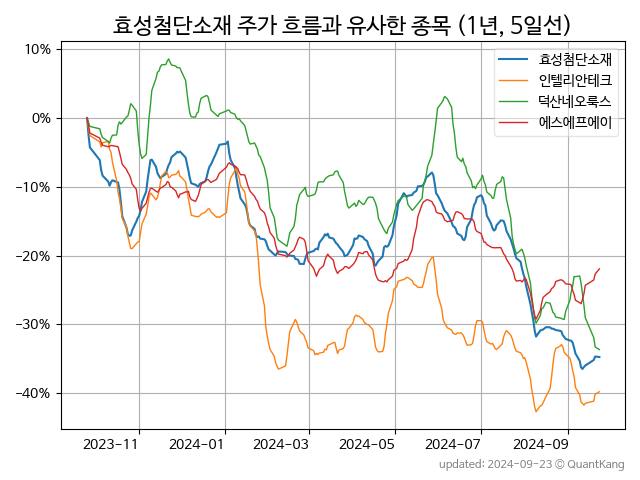 효성첨단소재 주가 흐름과 유사한 종목 (1년, 5일선)
10%
0%
−10%
−20%
−30%
−40%
효성첨단소재
인텔리안테크
덕산네오룩스
에스에프에이
2023−11
2024−01
2024−03
2024−05
2024−07
2024−09
updated: 2024-09-23 © QuantKang